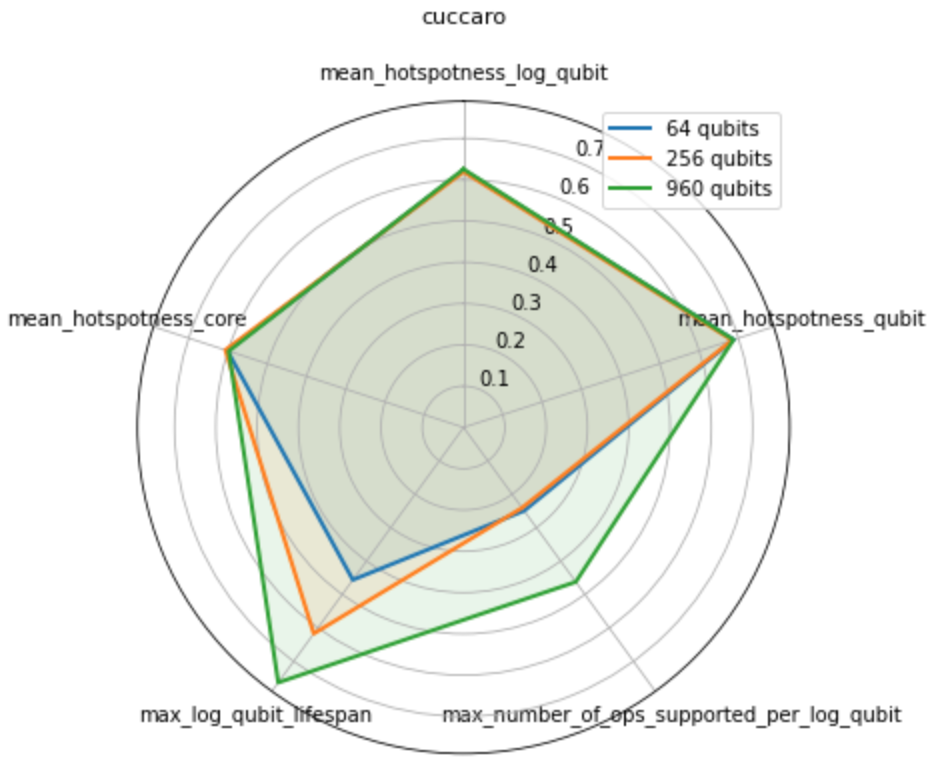 cuccaro
mean_hotspotness_log_qubit
64 qubits
256 qubits
960 qubits
0.7
0.6
0.5
0.4
0.3
0.2
0.1
mean_hotspotness_core
mean_hotspotness_qubit
max_log_qubit_lifespan
max_number_of_ops_supported_per_log_qubit